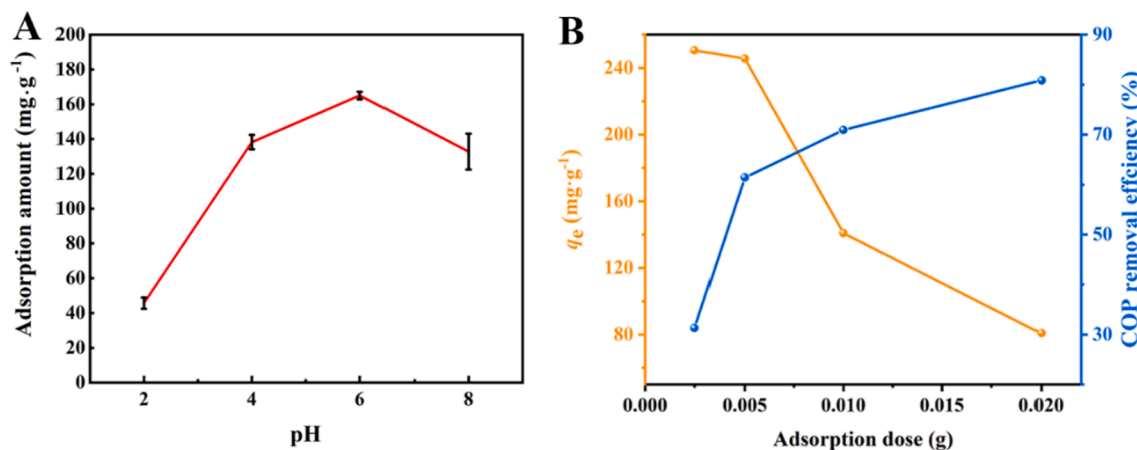 A
Adsorption amount (mg·g⁻¹)
200
180
160
140
120
100
80
60
40
20
0
2 4 6 8
pH
B
qe (mg·g⁻¹)
240
200
160
120
80
90
70
50
30
COP removal effciency (%)
0.000 0.005 0.010 0.015 0.020
Adsorption dose (g)